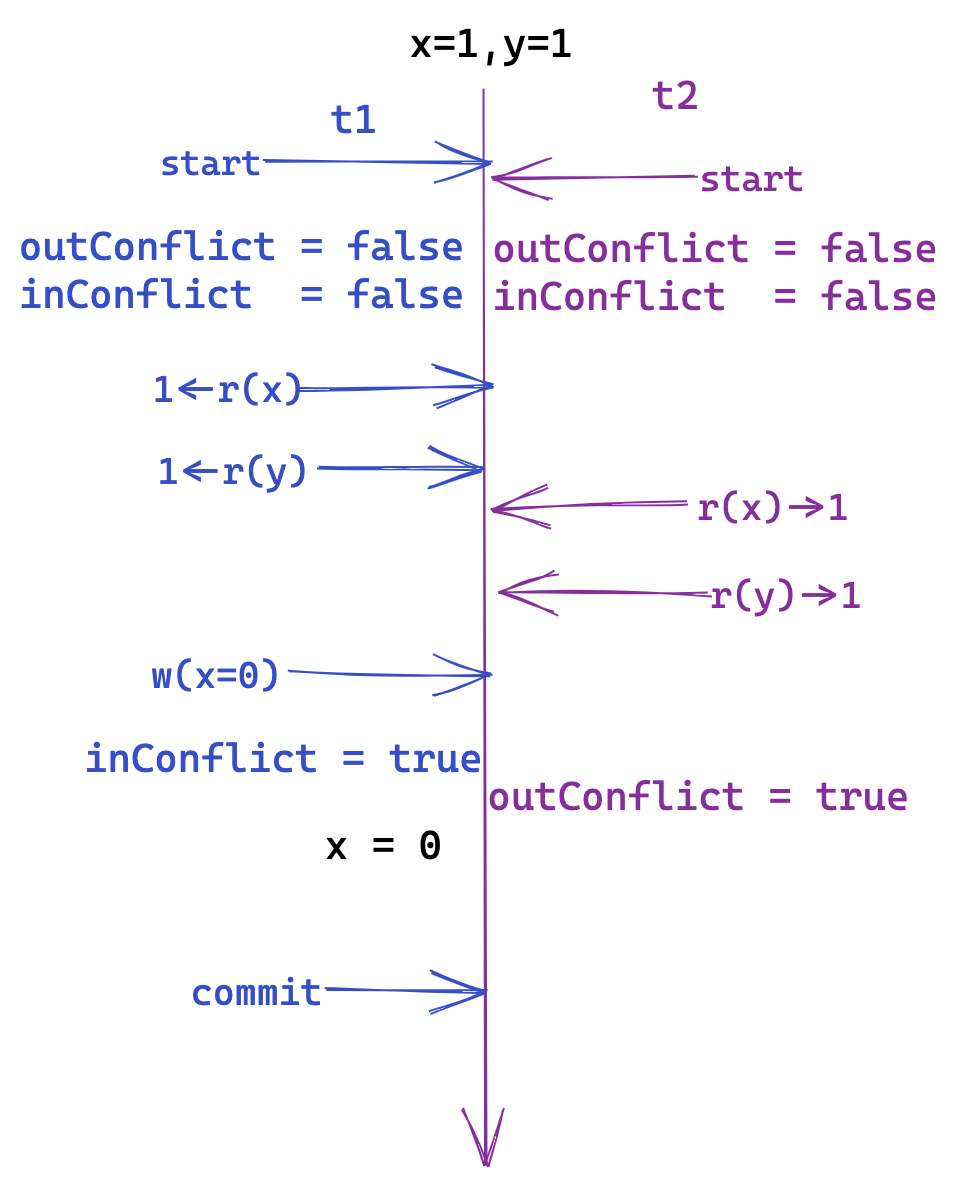 x=1,y=1
t1
t2
start
start
outConflict = false
inConflict  = false
outConflict = false
inConflict  = false
1←r(x)
1←r(y)
r(x)→1
r(y)→1
w(x=0)
inConflict = true
outConflict = true
x = 0
commit